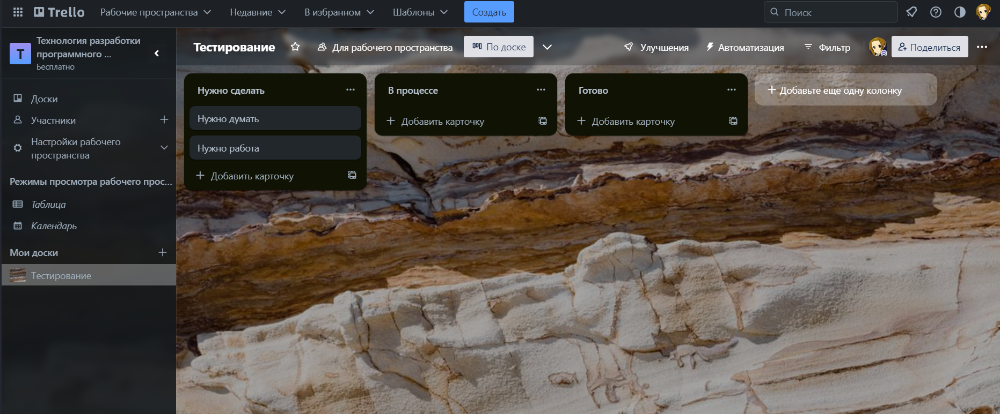 Trello
Рабочие пространства
Недавние
В избранном
Шаблоны
Создать
Поиск
T
Технология разработки
программного ...
Бесплатно
Доски
Участники
Настройки рабочего
пространства
Режимы просмотра рабочего прос...
Таблица
Календарь
Мои доски
Тестирование
Тестирование
Для рабочего пространства
По доске
Улучшения
Автоматизация
Фильтр
Поделиться
Нужно сделать
Нужно думать
Нужно работа
Добавить карточку
В процессе
Добавить карточку
Готово
Добавить карточку
Добавьте еще одну колонку